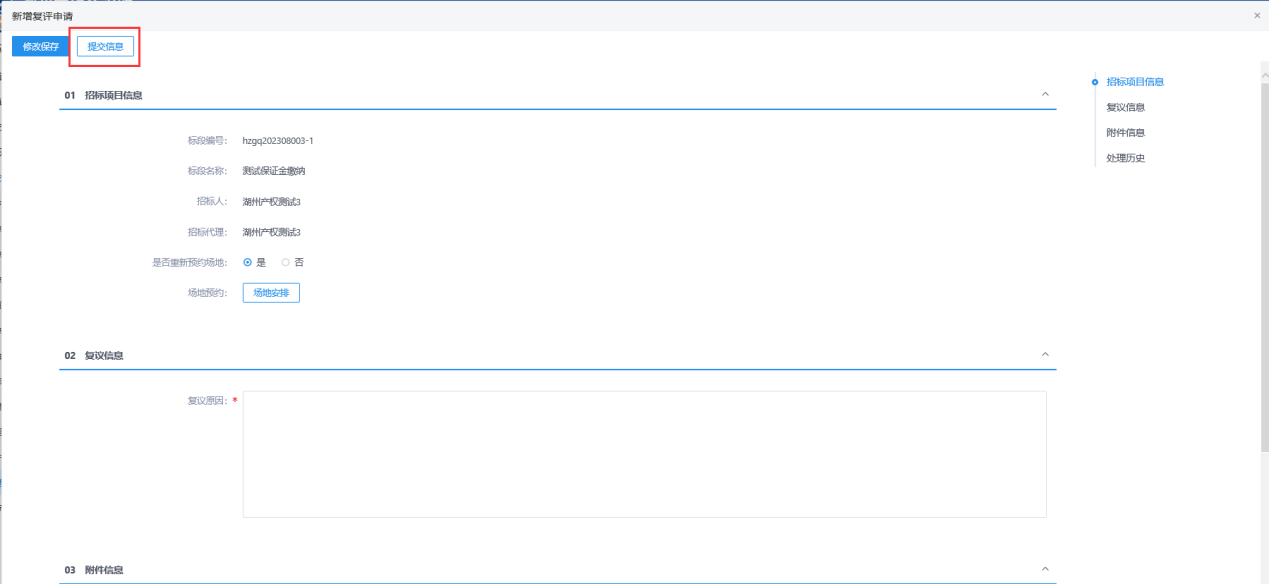 新增复评申请
×
修改保存 提交信息
01 招标项目信息
标段编号: hzgq202308003-1
标段名称: 测试保证金缴纳
招标人: 湖州产权测试3
招标代理: 湖州产权测试3
是否重新预约场地: 是 否
场地预约: 场地安排
02 复议信息
复议原因: *
03 附件信息
招标项目信息
复议信息
附件信息
处理历史